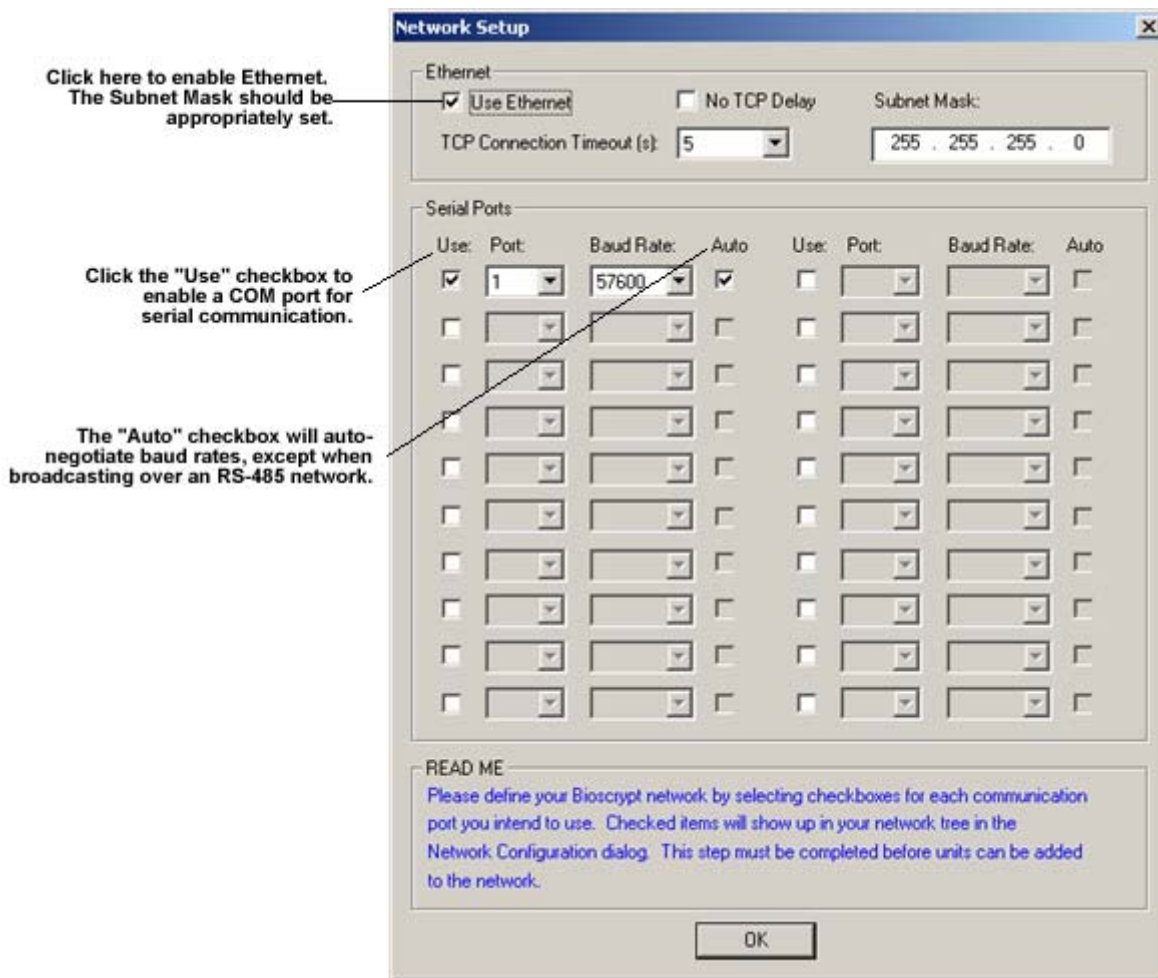 Network Setup
Click here to enable Ethernet.
The Subnet Mask should be
appropriately set.
Ethernet
Use Ethernet
No TCP Delay
Subnet Mask:
TCP Connection Timeout (s):
5
255 . 255 . 255 . 0
Serial Ports
Use: Port: Baud Rate: Auto Use: Port: Baud Rate: Auto
1 57600
Click the "Use" checkbox to
enable a COM port for
serial communication.
The "Auto" checkbox will auto-
negotiate baud rates, except when
broadcasting over an RS-485 network.
READ ME
Please define your Bioscrypt network by selecting checkboxes for each communication
port you intend to use. Checked items will show up in your network tree in the
Network Configuration dialog. This step must be completed before units can be added
to the network.
OK